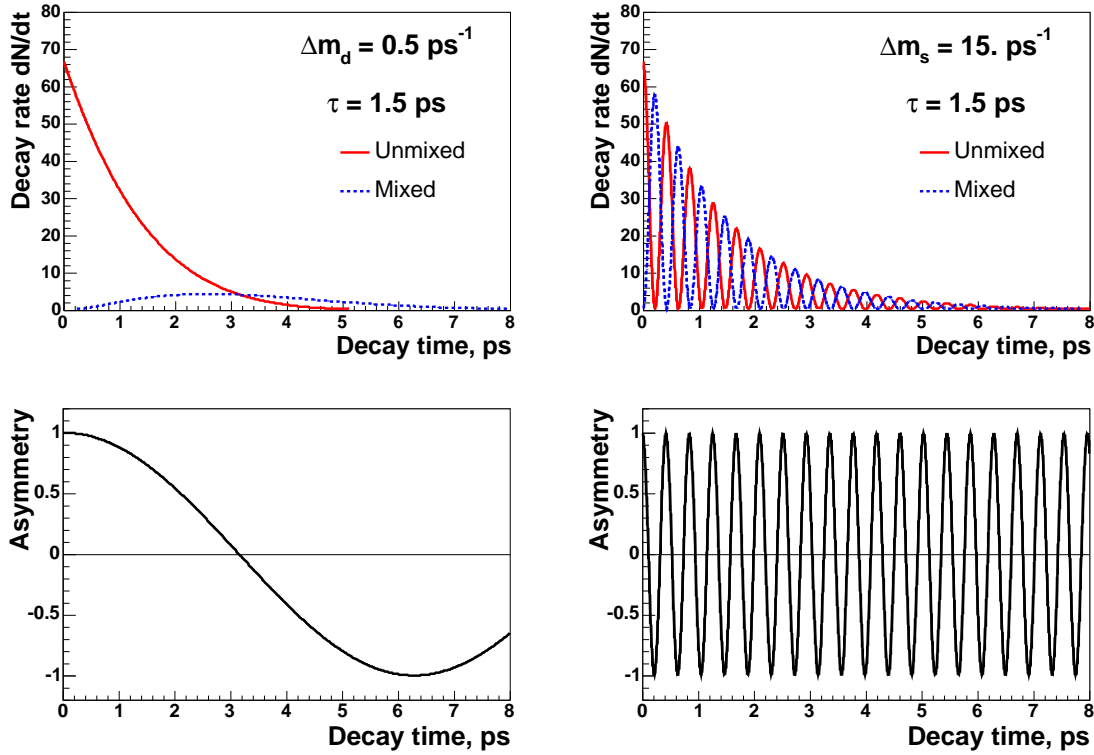 Decay rate dN/dt
80
70
60
50
40
30
20
10
0
Δm_d = 0.5 ps⁻¹
τ = 1.5 ps
Unmixed
Mixed
0 1 2 3 4 5 6 7 8
Decay time, ps
Decay rate dN/dt
80
70
60
50
40
30
20
10
0
Δm_s = 15. ps⁻¹
τ = 1.5 ps
Unmixed
Mixed
0 1 2 3 4 5 6 7 8
Decay time, ps
Asymmetry
1
0.5
0
-0.5
-1
0 1 2 3 4 5 6 7 8
Decay time, ps
Asymmetry
1
0.5
0
-0.5
-1
0 1 2 3 4 5 6 7 8
Decay time, ps